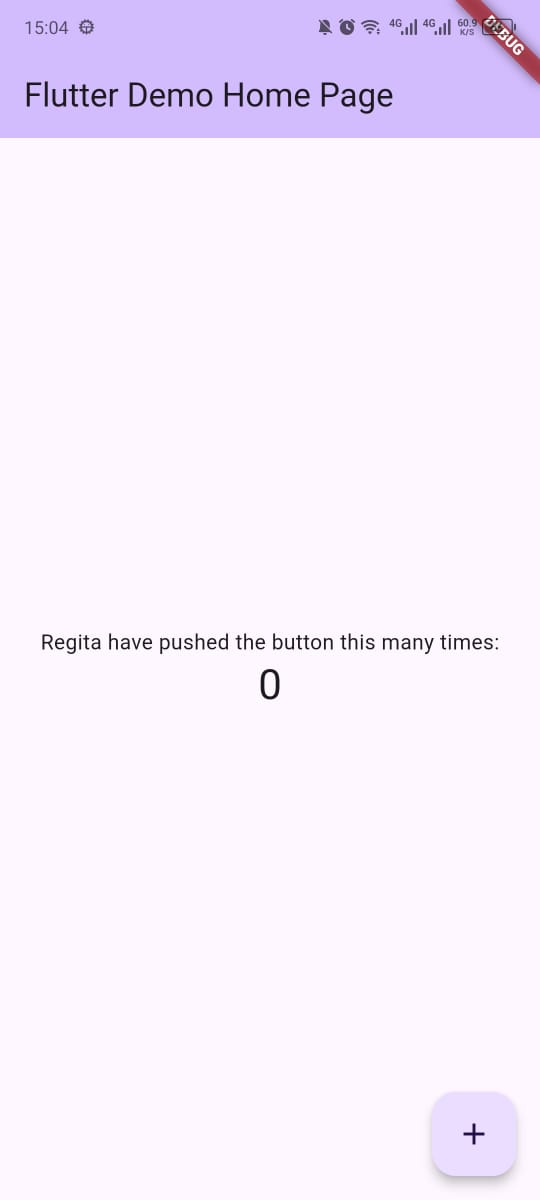 15:04 4G 4G 60.9 K/S DEBUG
Flutter Demo Home Page
Regita have pushed the button this many times:
0
+